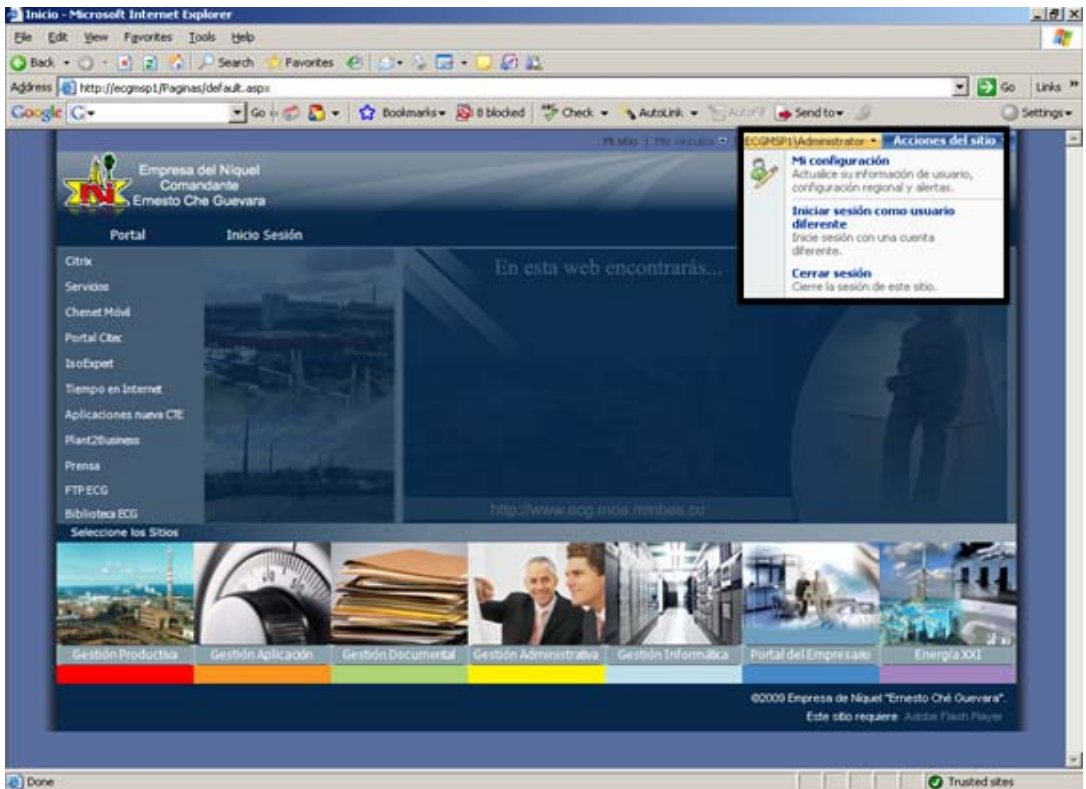 Inicio - Microsoft Internet Explorer
File Edit View Favorites Tools Help
Back Search Favorites
Address http://ecgmsp1/Paginas/default.aspx Go Links »
Google G Go Bookmarks 8 blocked Check AutoLink AutoFill Send to Settings
Mi sitio | Mis vínculos ECGMSP1\Administrator Acciones del sitio
Mi configuración
Actualice su información de usuario,
configuración regional y alertas.
Iniciar sesión como usuario
diferente
Inicie sesión con una cuenta
diferente.
Cerrar sesión
Cierre la sesión de este sitio.
Empresa del Níquel
Comandante
Ernesto Che Guevara
Portal Inicio Sesión
Citrix
Servicios
Chenet Móvil
Portal Citec
IsoExpert
Tiempo en Internet
Aplicaciones nueva CTE
Plant2Business
Prensa
FTP ECG
Biblioteca ECG
En esta web encontrarás...
http://www.ecg.moa.minbas.cu
Seleccione los Sitios
Gestión Productiva Gestión Aplicación Gestión Documental Gestión Administrativa Gestión Informática Portal del Empresario Energía XXI
©2009 Empresa de Níquel "Ernesto Ché Guevara".
Este sitio requiere Adobe Flash Player
Done Trusted sites